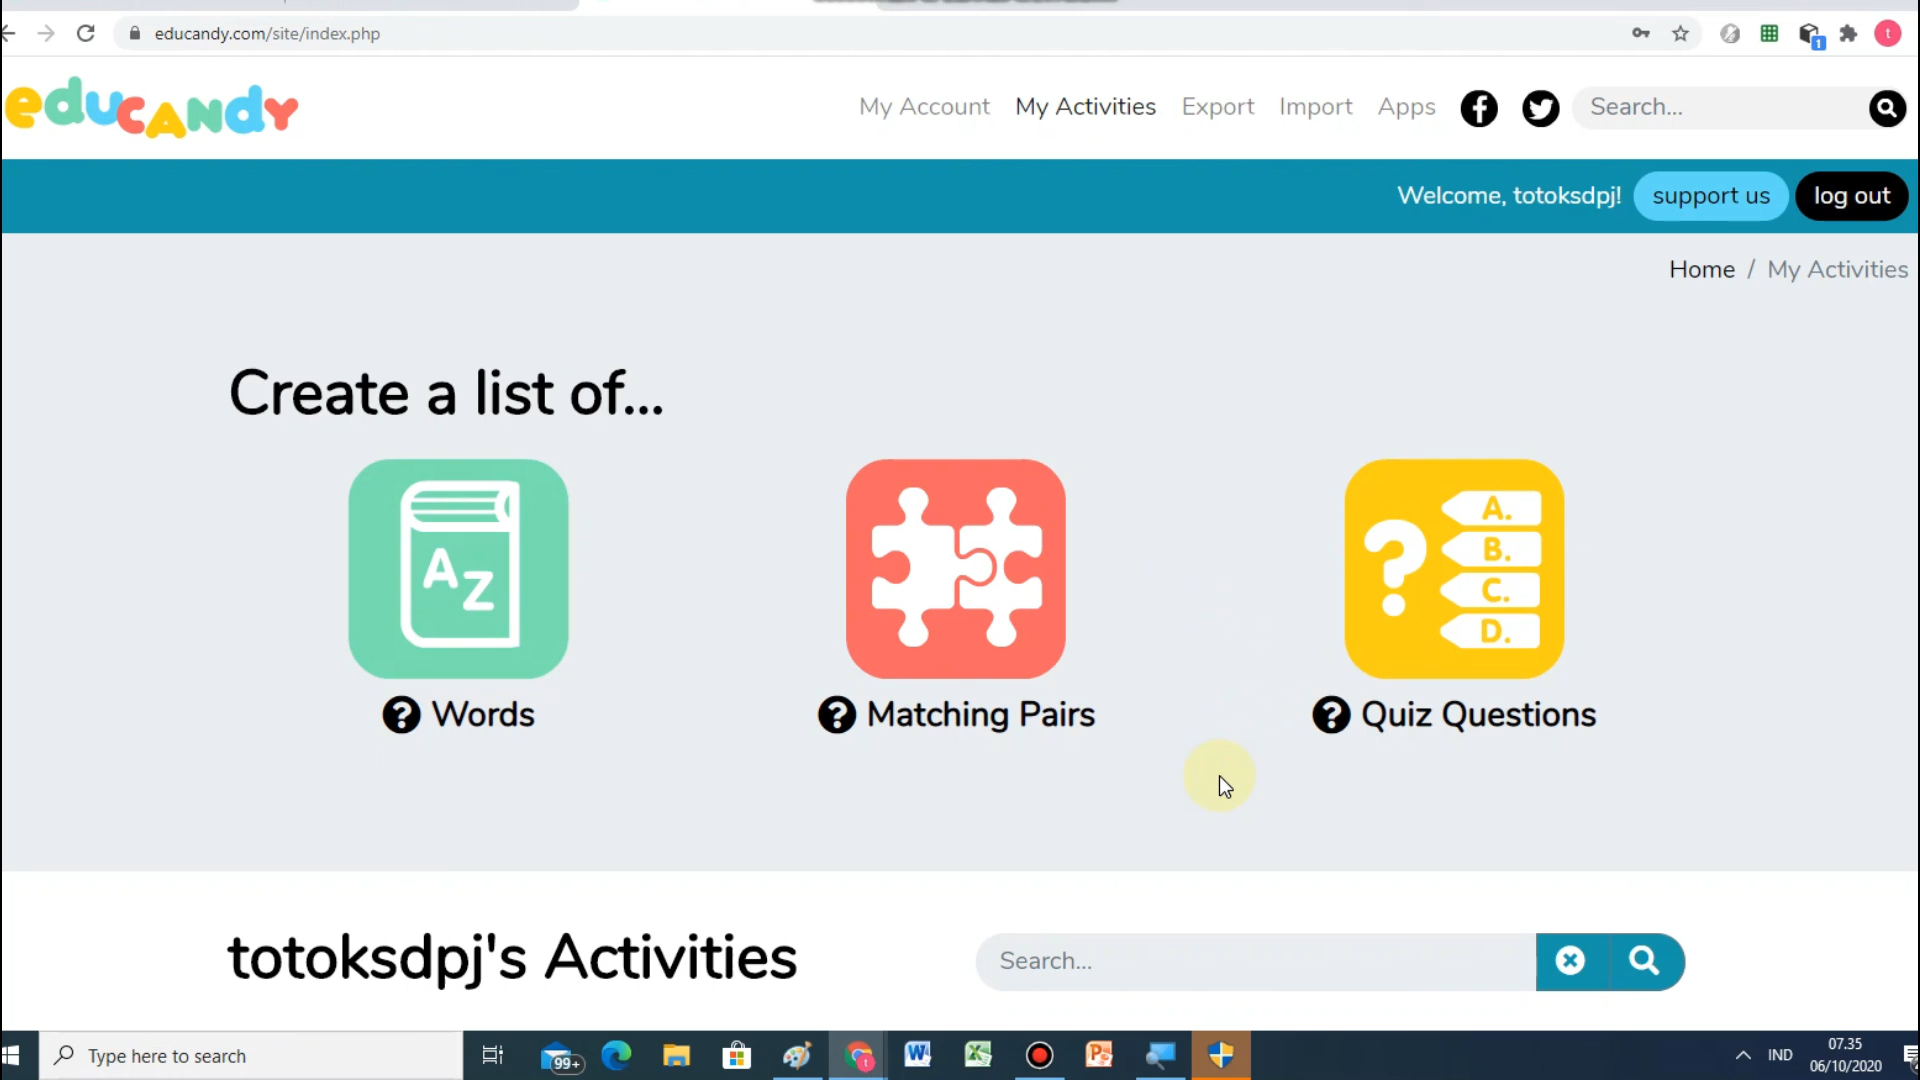 educandy.com/site/index.php
1
t
educandy
My Account My Activities Export Import Apps Search...
Welcome, totoksdpj! support us log out
Home / My Activities
Create a list of...
A Z
? A. B. C. D.
? Words
? Matching Pairs
? Quiz Questions
totoksdpj's Activities
Search...
Type here to search
99+
IND
07.35
06/10/2020